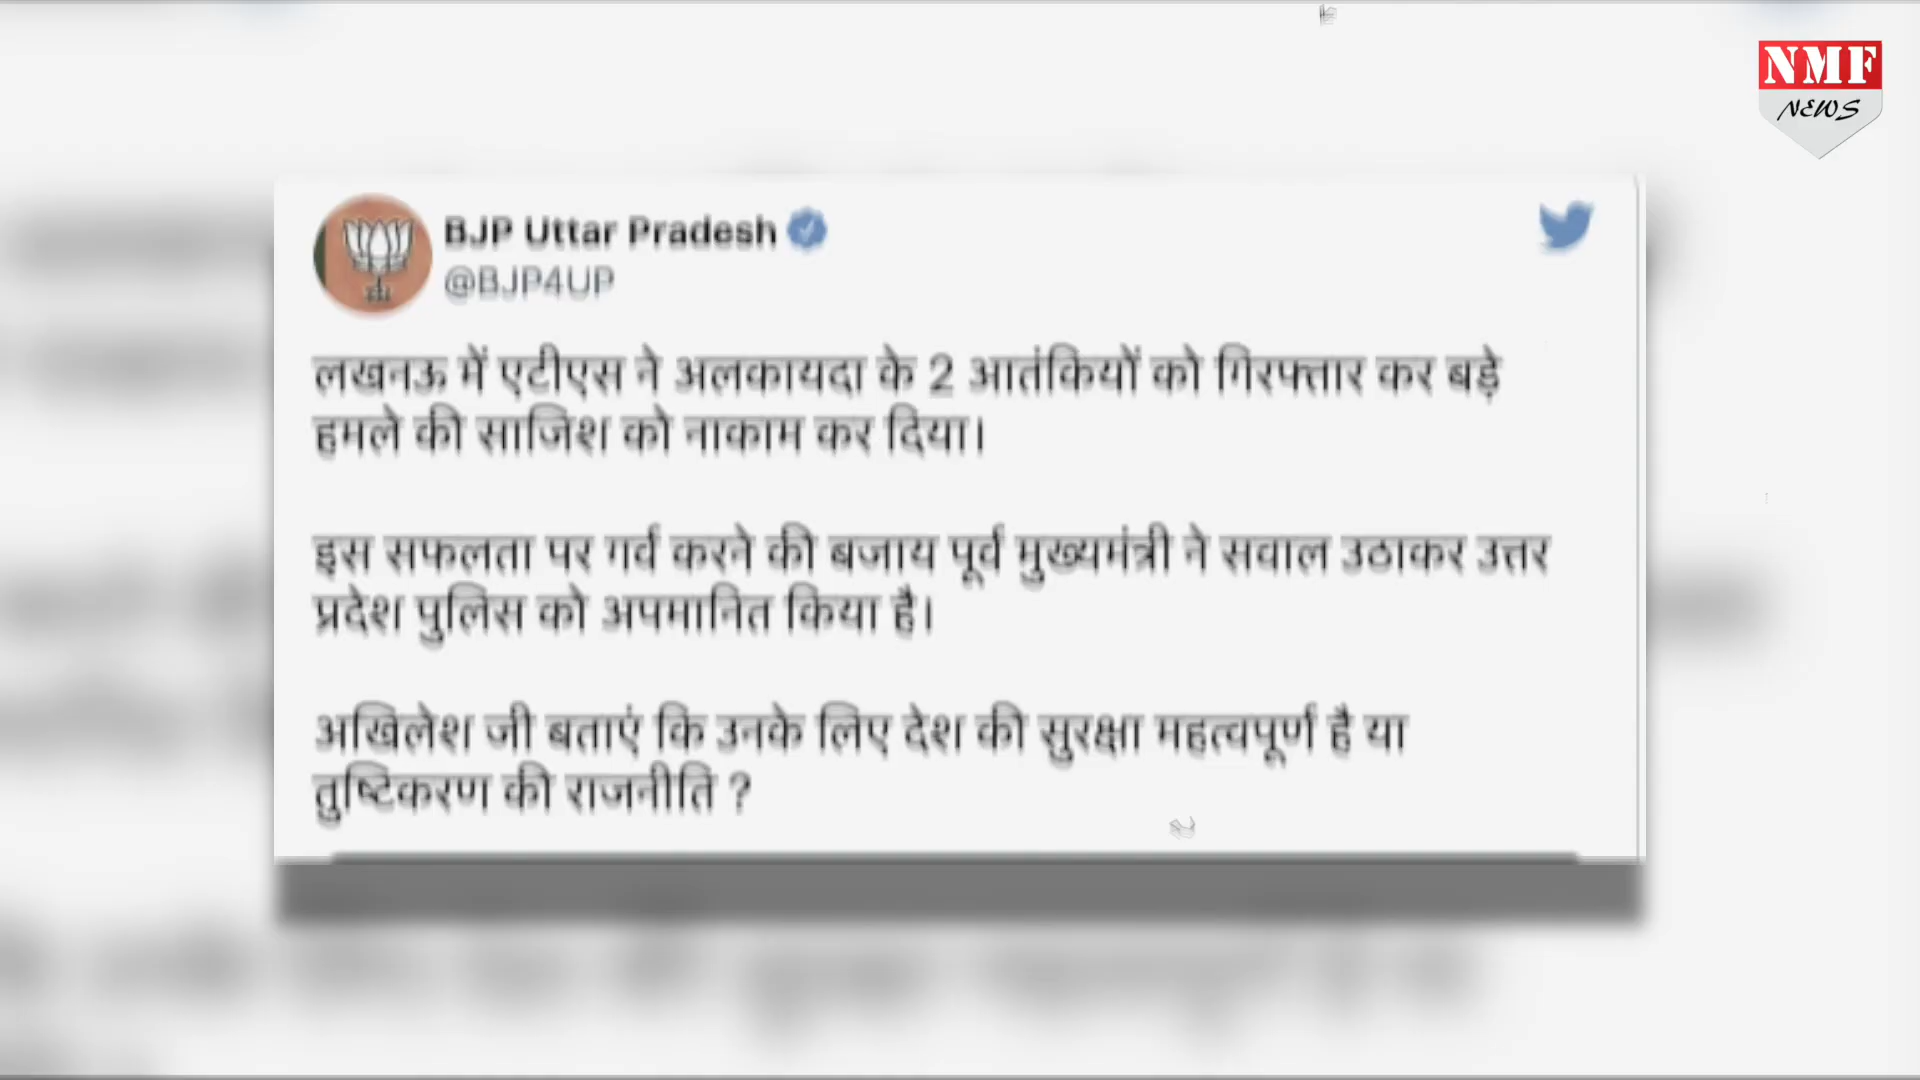 NMF
NEWS
BJP Uttar Pradesh
@BJP4UP
लखनऊ में एटीएस ने अलकायदा के 2 आतंकियों को गिरफ्तार कर बड़े
हमले की साजिश को नाकाम कर दिया।
इस सफलता पर गर्व करने की बजाय पूर्व मुख्यमंत्री ने सवाल उठाकर उत्तर
प्रदेश पुलिस को अपमानित किया है।
अखिलेश जी बताएं कि उनके लिए देश की सुरक्षा महत्वपूर्ण है या
तुष्टिकरण की राजनीति ?